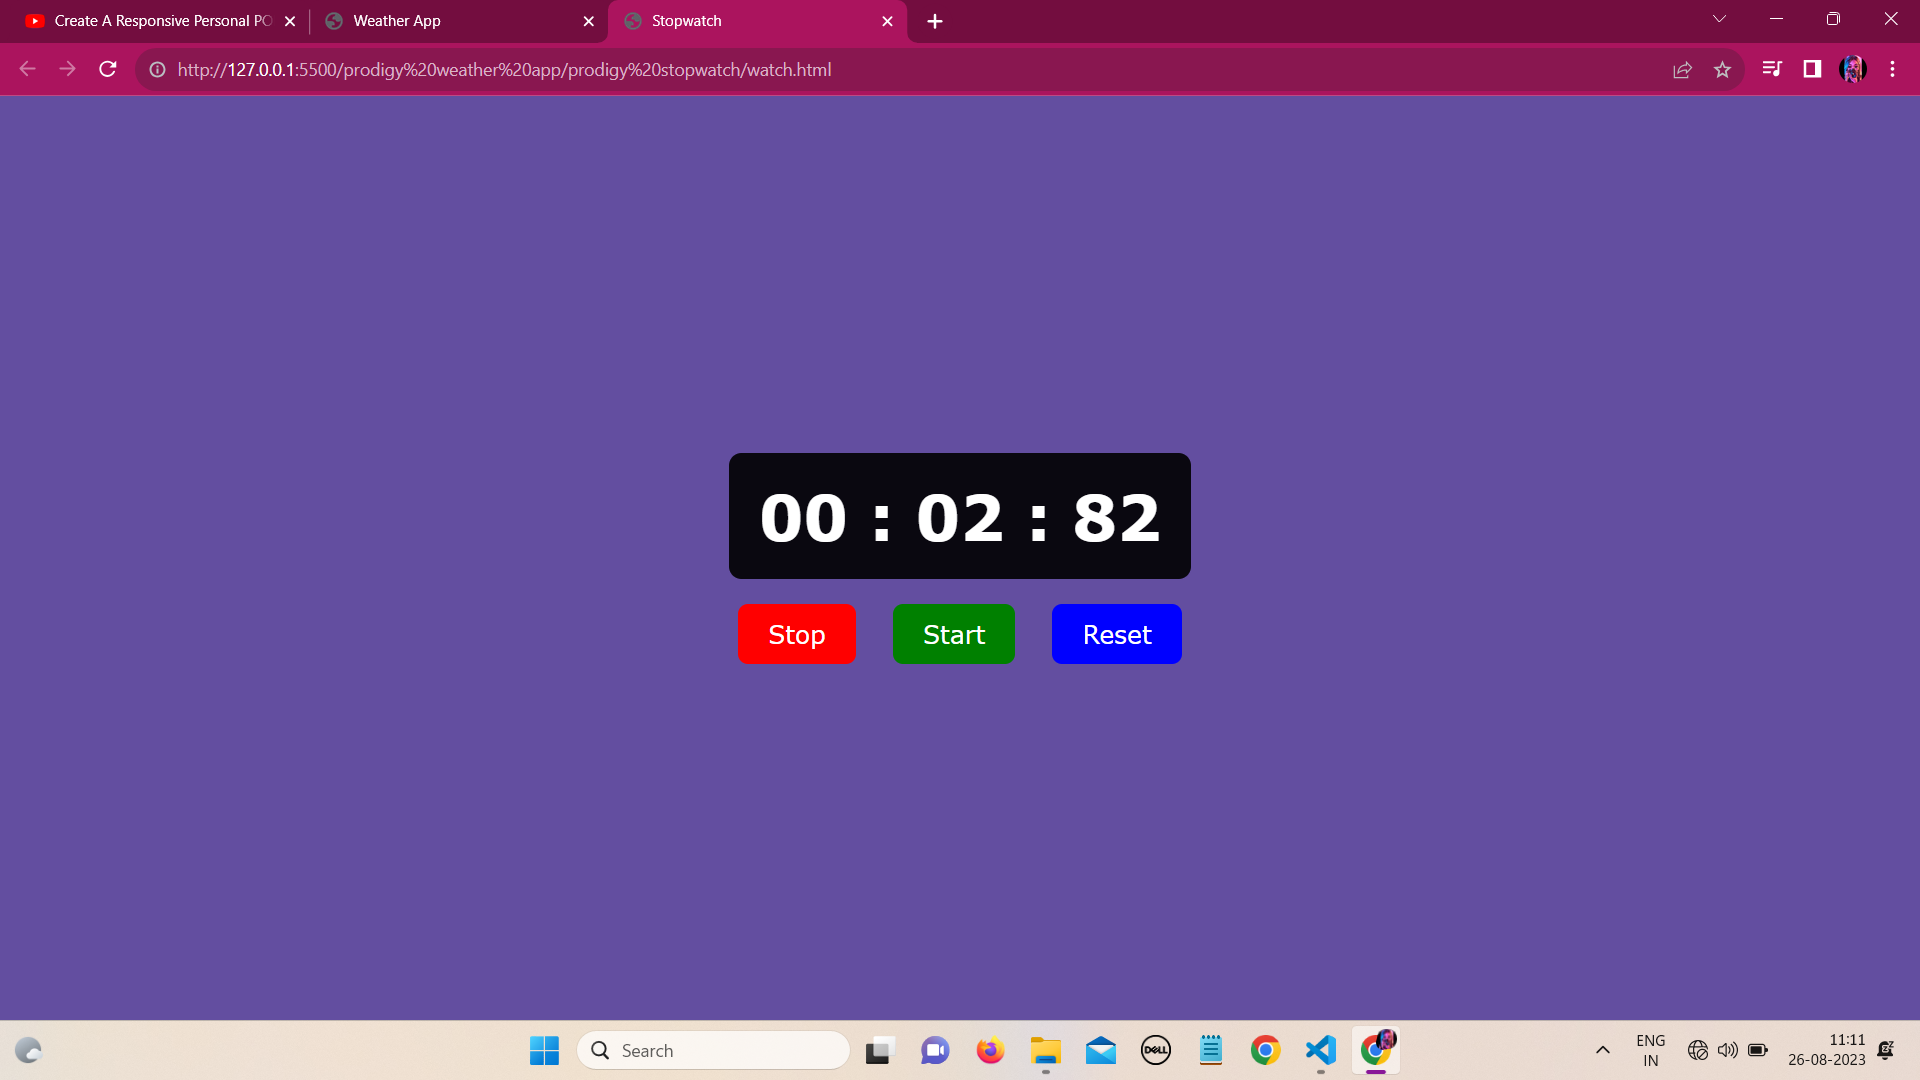 Create A Responsive Personal PO
Weather App
Stopwatch
http://127.0.0.1:5500/prodigy%20weather%20app/prodigy%20stopwatch/watch.html
00 : 02 : 82
Stop
Start
Reset
Search
DELL
ENG
IN
11:11
26-08-2023